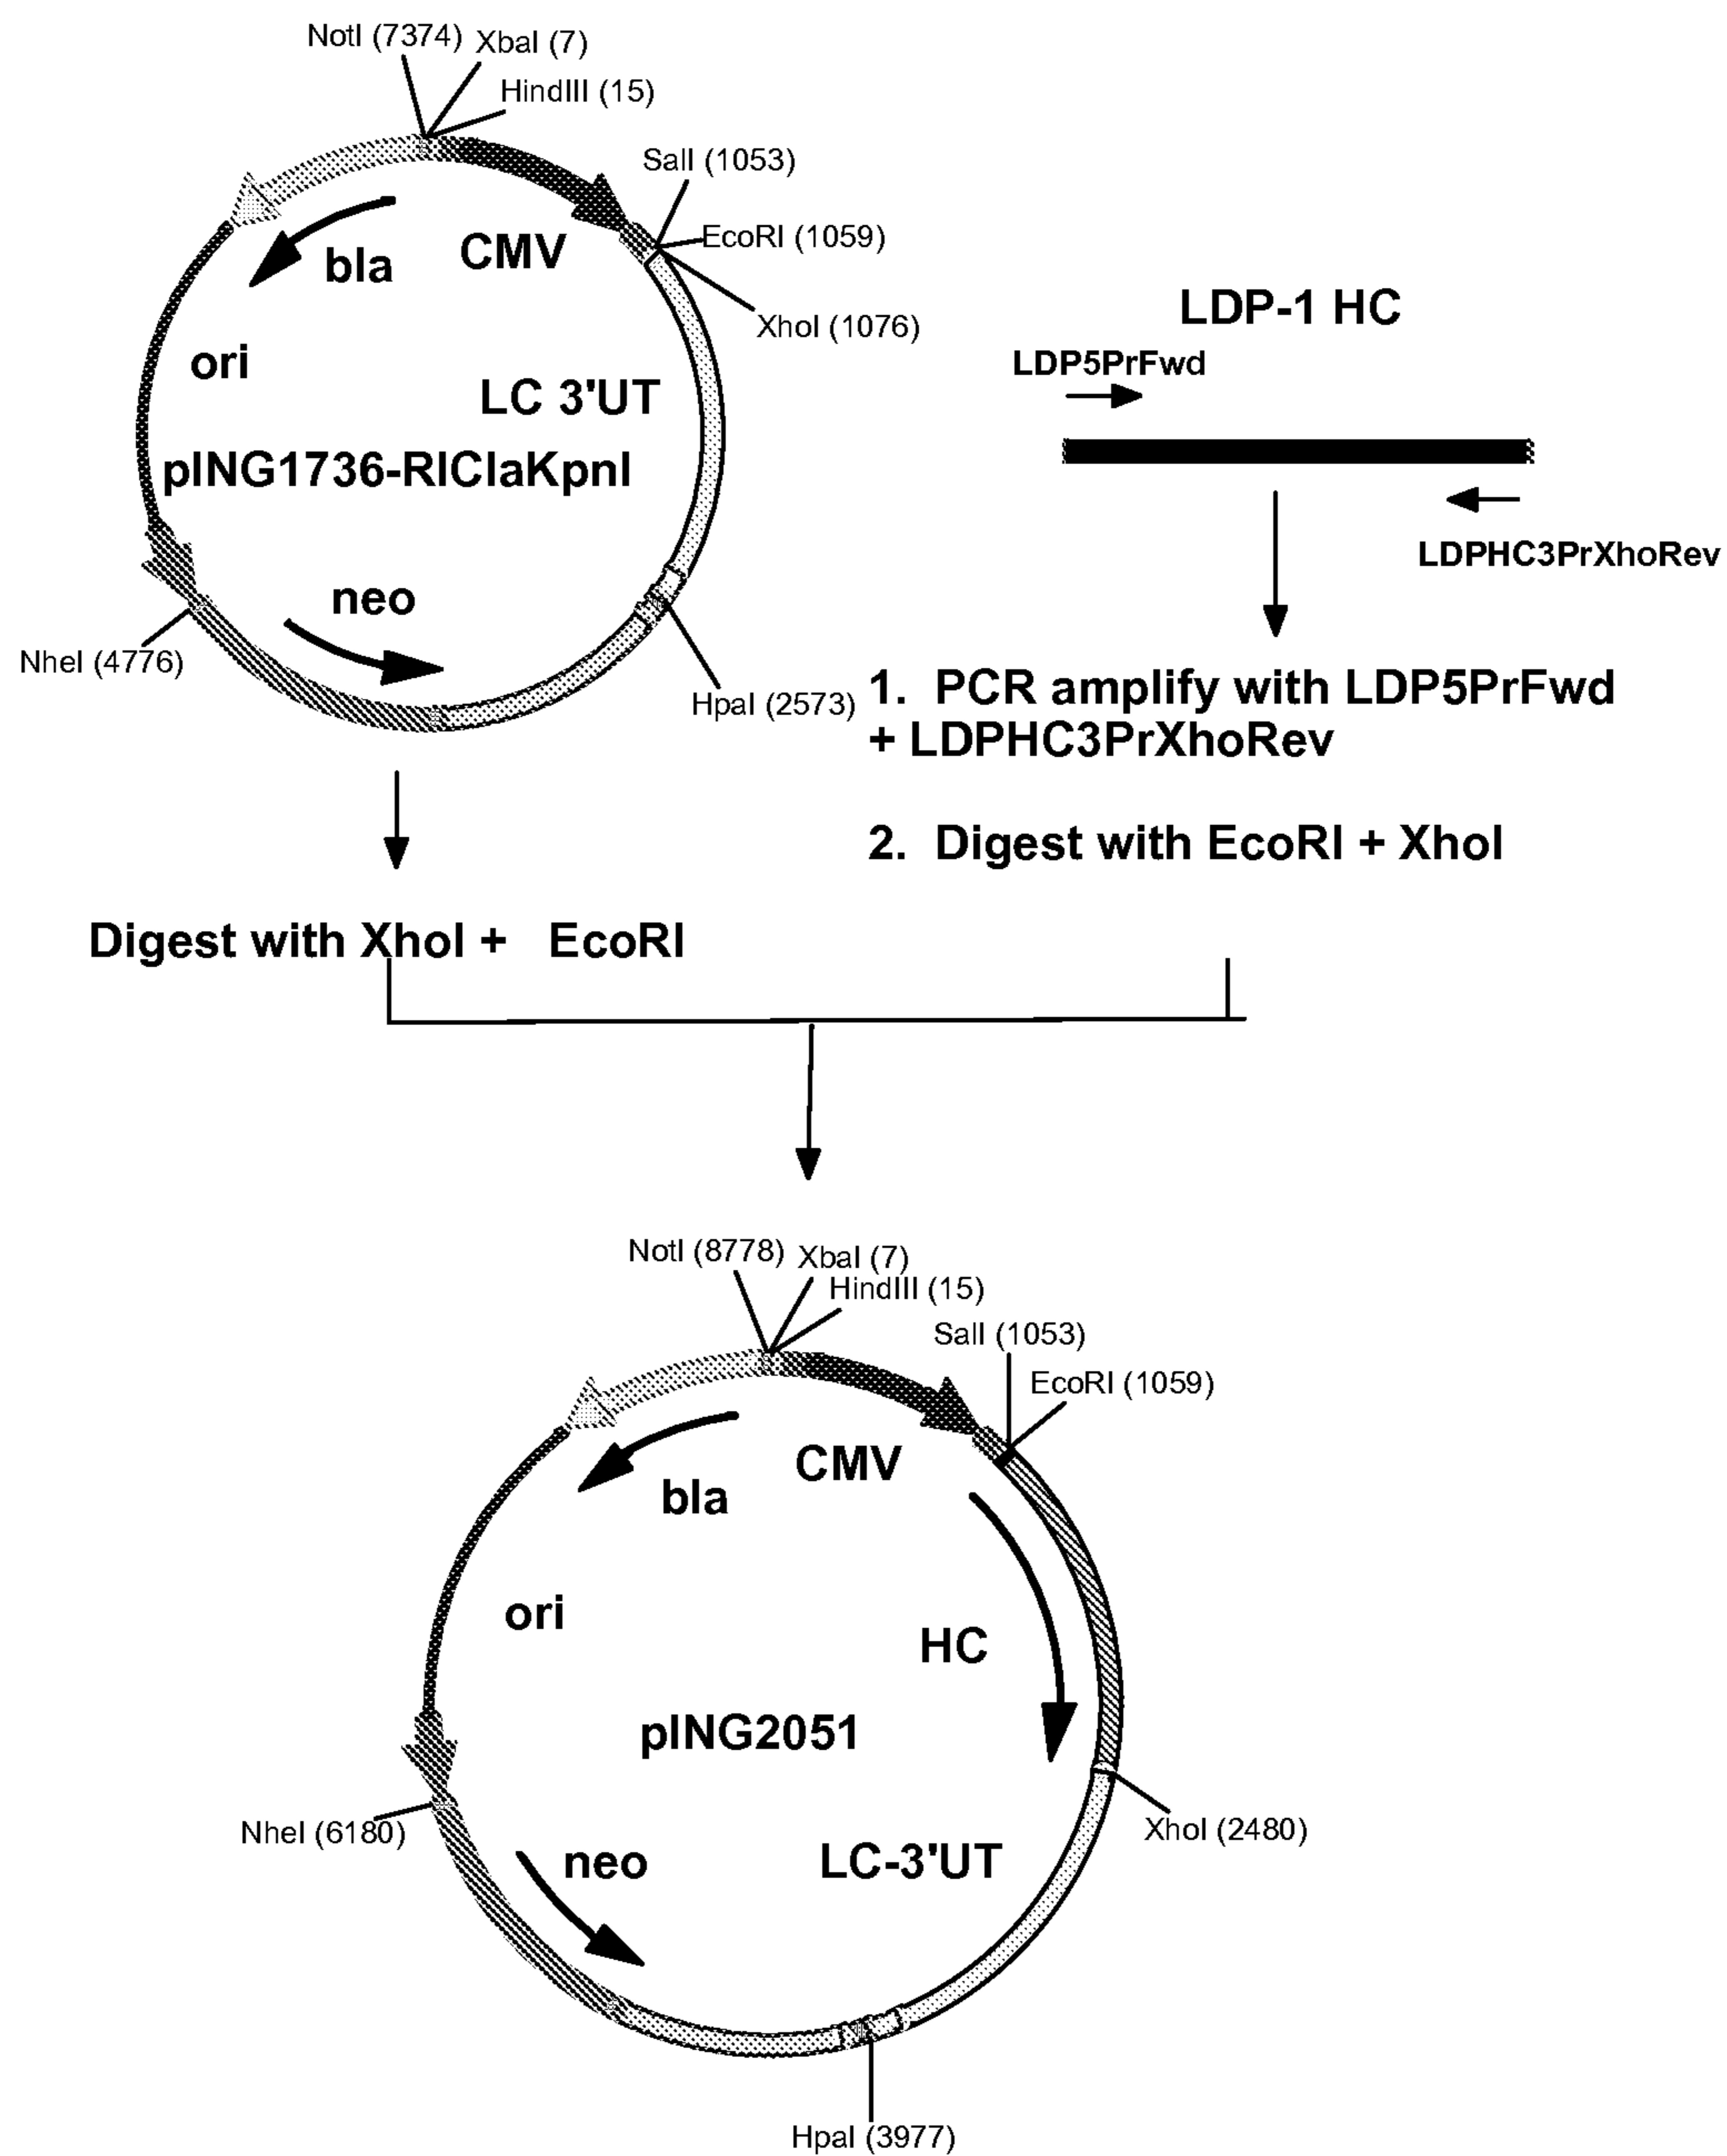 NotI (7374)
XbaI (7)
HindIII (15)
SalI (1053)
EcoRI (1059)
XhoI (1076)
bla
CMV
ori
LC 3'UT
pING1736-RIClaKpnI
neo
NheI (4776)
HpaI (2573)
LDP-1 HC
LDP5PrFwd
LDPHC3PrXhoRev
1. PCR amplify with LDP5PrFwd
+ LDPHC3PrXhoRev
2. Digest with EcoRI + XhoI
Digest with XhoI + EcoRI
NotI (8778)
XbaI (7)
HindIII (15)
SalI (1053)
EcoRI (1059)
CMV
bla
ori
HC
pING2051
NheI (6180)
XhoI (2480)
neo
LC-3'UT
HpaI (3977)